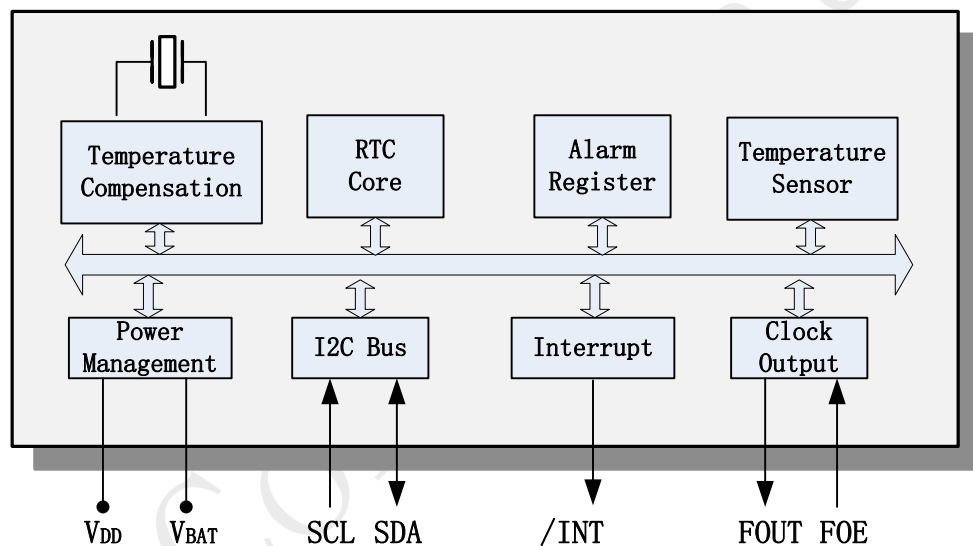 Temperature
Compensation
RTC
Core
Alarm
Register
Temperature
Sensor
Power
Management
I2C Bus
Interrupt
Clock
Output
VDD
VBAT
SCL
SDA
/INT
FOUT
FOE